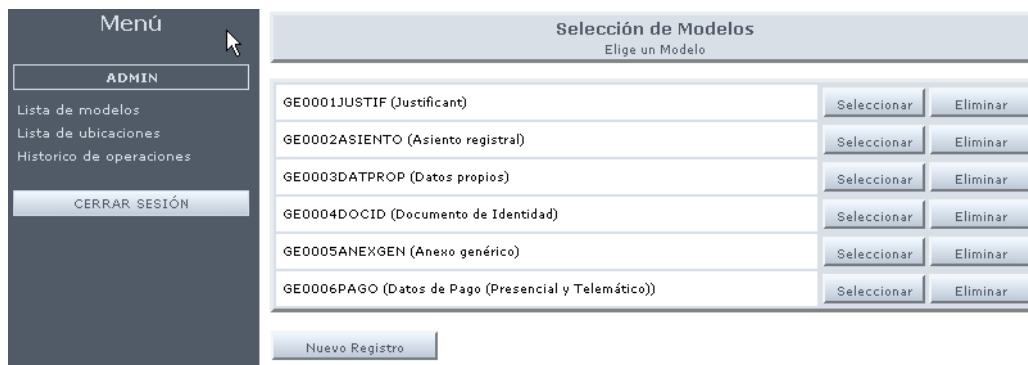 Menú
ADMIN
Lista de modelos
Lista de ubicaciones
Historico de operaciones
CERRAR SESIÓN
Selección de Modelos
Elige un Modelo
GE0001JUSTIF (Justificant) Seleccionar Eliminar
GE0002ASIENTO (Asiento registral) Seleccionar Eliminar
GE0003DATPROP (Datos propios) Seleccionar Eliminar
GE0004DOCID (Documento de Identidad) Seleccionar Eliminar
GE0005ANEXGEN (Anexo genérico) Seleccionar Eliminar
GE0006PAGO (Datos de Pago (Presencial y Telemático)) Seleccionar Eliminar
Nuevo Registro